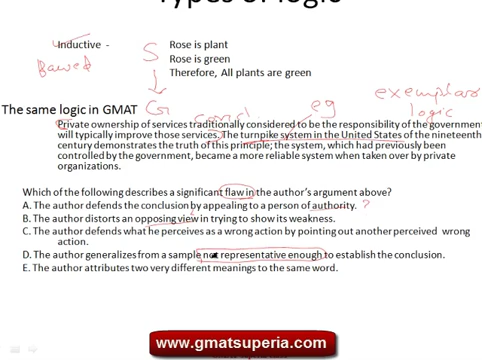 Types of logic
Inductive -
Rose is plant
Rose is green
Therefore, All plants are green
S
G
eg
exemplar
logic
The same logic in GMAT
Private ownership of services traditionally considered to be the responsibility of the government
will typically improve those services. The turnpike system in the United States of the nineteenth
century demonstrates the truth of this principle; the system, which had previously been
controlled by the government, became a more reliable system when taken over by private
organizations.
Which of the following describes a significant flaw in the author's argument above?
A. The author defends the conclusion by appealing to a person of authority. ?
B. The author distorts an opposing view in trying to show its weakness.
C. The author defends what he perceives as a wrong action by pointing out another perceived wrong
action.
D. The author generalizes from a sample not representative enough to establish the conclusion.
E. The author attributes two very different meanings to the same word.
www.gmatsuperia.com